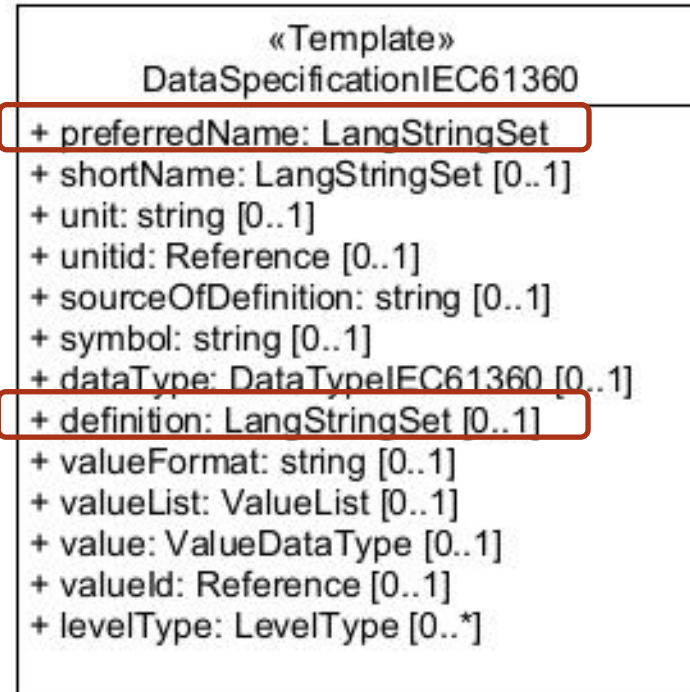 «Template»
DataSpecificationIEC61360
+ preferredName: LangStringSet
+ shortName: LangStringSet [0..1]
+ unit: string [0..1]
+ unitid: Reference [0..1]
+ sourceOfDefinition: string [0..1]
+ symbol: string [0..1]
+ dataType: DataTypeIEC61360 [0..1]
+ definition: LangStringSet [0..1]
+ valueFormat: string [0..1]
+ valueList: ValueList [0..1]
+ value: ValueDataType [0..1]
+ valueId: Reference [0..1]
+ levelType: LevelType [0..*]